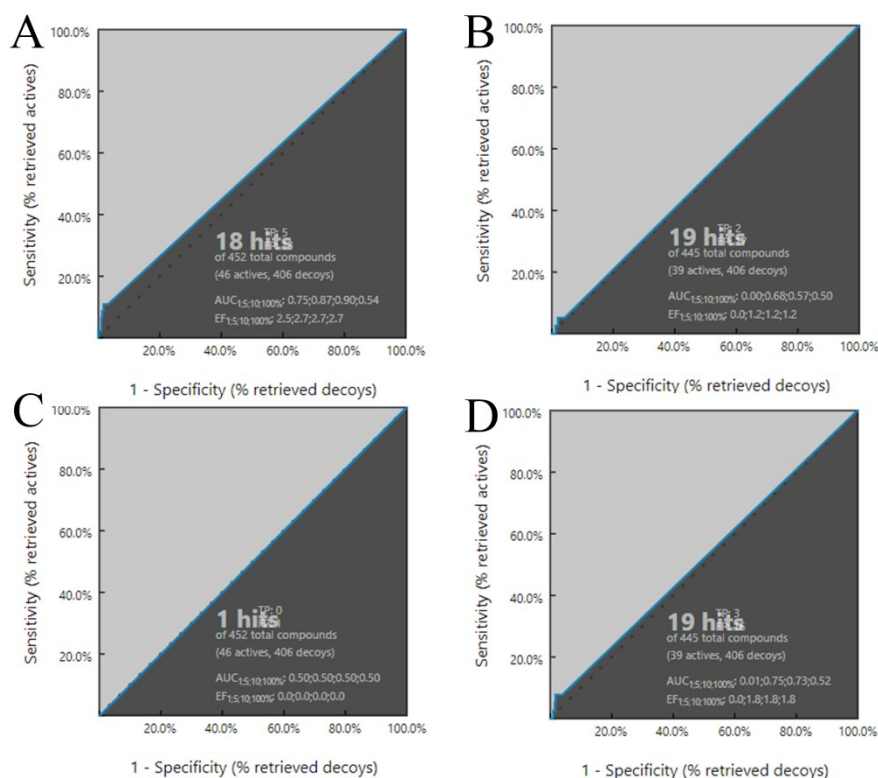 A
100.0%
80.0%
60.0%
40.0%
20.0%
Sensitivity (% retrieved actives)
TP: 5
18 hits
of 452 total compounds
(46 actives, 406 decoys)
AUC1;5;10;100%: 0.75;0.87;0.90;0.54
EF1;5;10;100%: 2.5;2.7;2.7;2.7
20.0% 40.0% 60.0% 80.0% 100.0%
1 - Specificity (% retrieved decoys)
B
100.0%
80.0%
60.0%
40.0%
20.0%
Sensitivity (% retrieved actives)
TP: 2
19 hits
of 445 total compounds
(39 actives, 406 decoys)
AUC1;5;10;100%: 0.00;0.68;0.57;0.50
EF1;5;10;100%: 0.0;1.2;1.2;1.2
20.0% 40.0% 60.0% 80.0% 100.0%
1 - Specificity (% retrieved decoys)
C
100.0%
80.0%
60.0%
40.0%
20.0%
Sensitivity (% retrieved actives)
TP: 0
1 hits
of 452 total compounds
(46 actives, 406 decoys)
AUC1;5;10;100%: 0.50;0.50;0.50;0.50
EF1;5;10;100%: 0.0;0.0;0.0;0.0
20.0% 40.0% 60.0% 80.0% 100.0%
1 - Specificity (% retrieved decoys)
D
100.0%
80.0%
60.0%
40.0%
20.0%
Sensitivity (% retrieved actives)
TP: 3
19 hits
of 445 total compounds
(39 actives, 406 decoys)
AUC1;5;10;100%: 0.01;0.75;0.73;0.52
EF1;5;10;100%: 0.0;1.8;1.8;1.8
20.0% 40.0% 60.0% 80.0% 100.0%
1 - Specificity (% retrieved decoys)